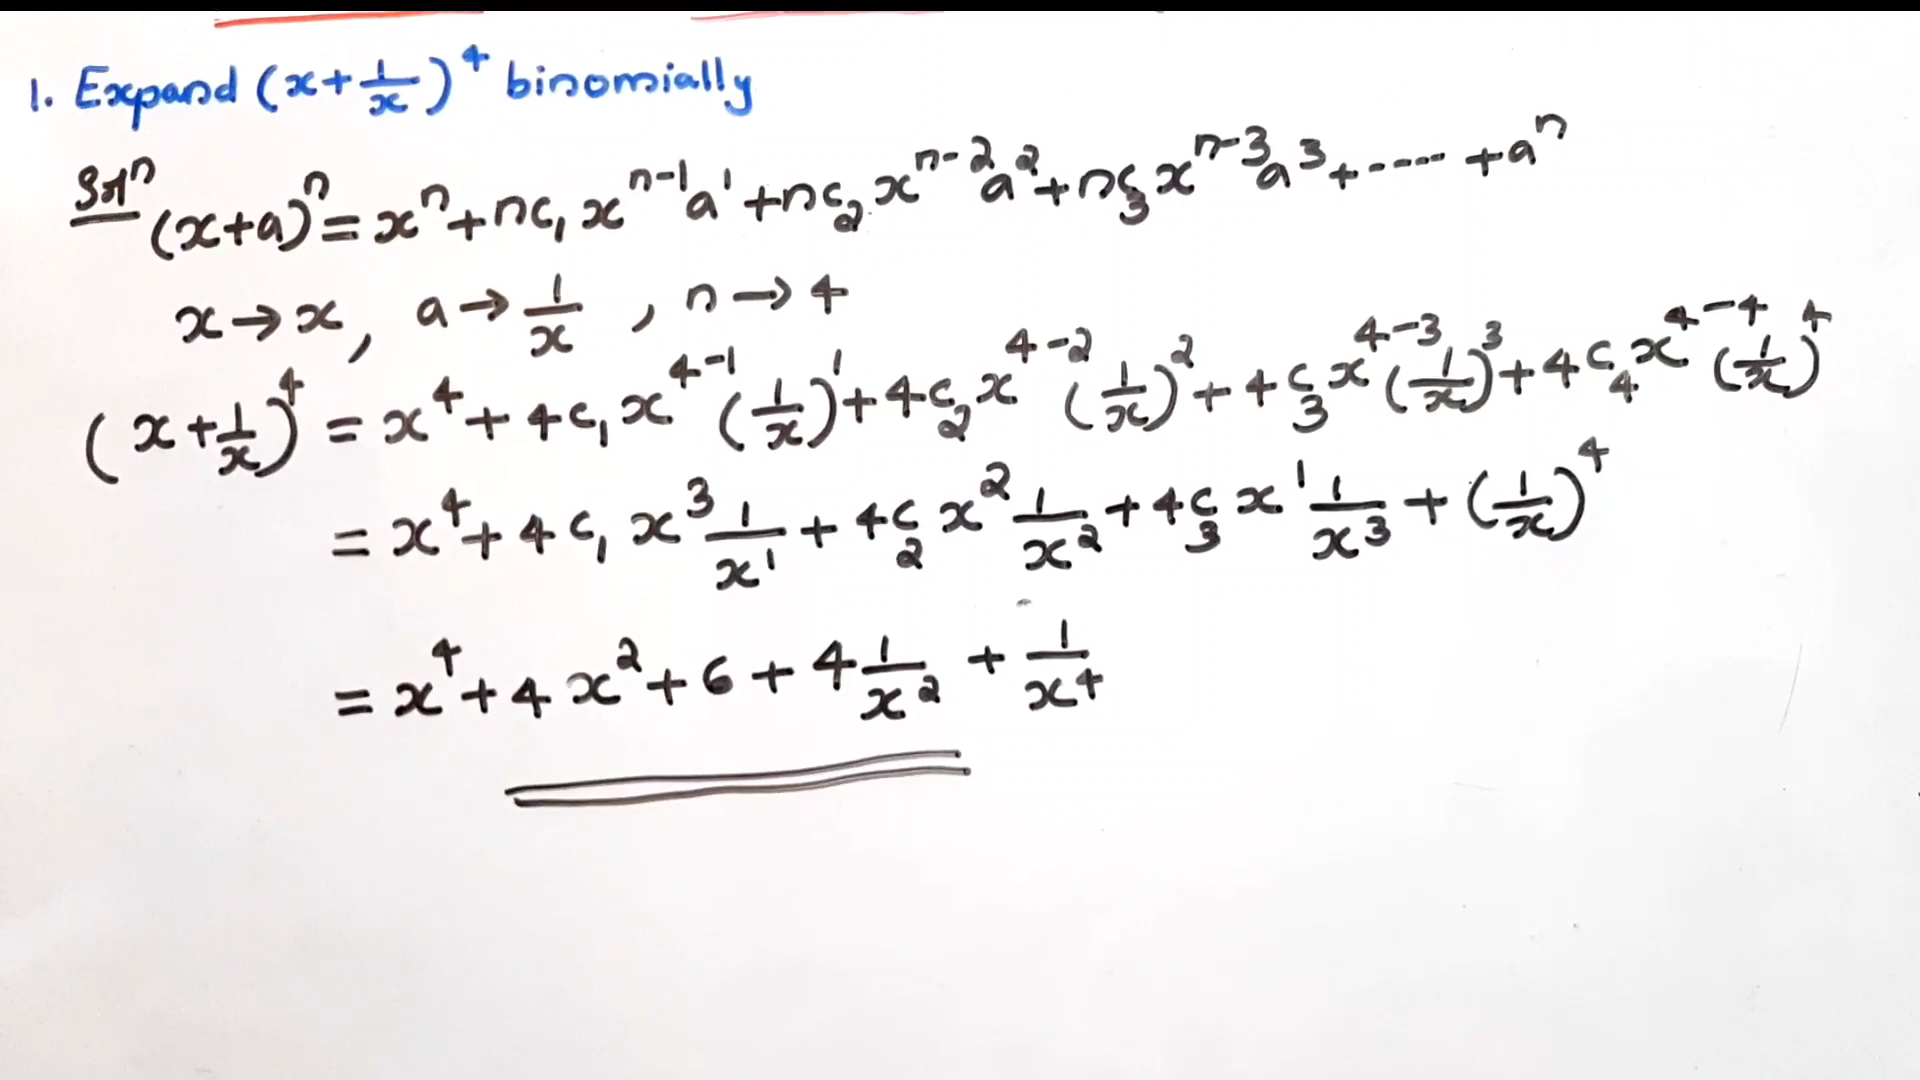 1. Expand (x + 1/x)^4 binomially
Solⁿ (x+a)^n = x^n + nC₁ x^(n-1) a^1 + nC₂ x^(n-2) a^2 + nC₃ x^(n-3) a^3 + ----- + a^n
x → x, a → 1/x , n → 4
(x + 1/x)^4 = x^4 + 4C₁ x^(4-1) (1/x)^1 + 4C₂ x^(4-2) (1/x)^2 + 4C₃ x^(4-3) (1/x)^3 + 4C₄ x^(4-4) (1/x)^4
= x^4 + 4C₁ x^3 1/x^1 + 4C₂ x^2 1/x^2 + 4C₃ x^1 1/x^3 + (1/x)^4
= x^4 + 4x^2 + 6 + 4 1/x^2 + 1/x^4